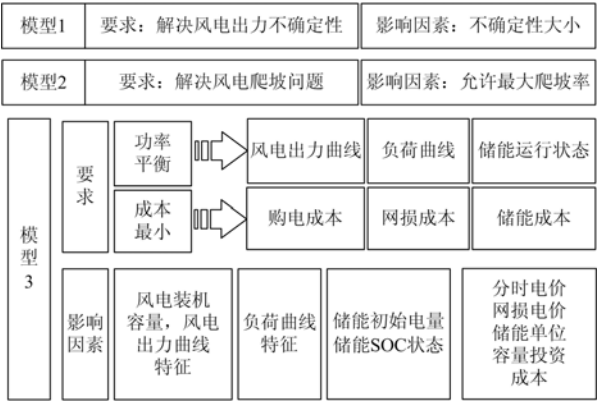 模型1 要求：解决风电出力不确定性 影响因素：不确定性大小
模型2 要求：解决风电爬坡问题 影响因素：允许最大爬坡率
模型3
要求
功率
平衡
风电出力曲线 负荷曲线 储能运行状态
成本
最小
购电成本 网损成本 储能成本
影响
因素
风电装机
容量，风电
出力曲线
特征
负荷曲线
特征
储能初始电量
储能SOC状态
分时电价
网损电价
储能单位
容量投资
成本